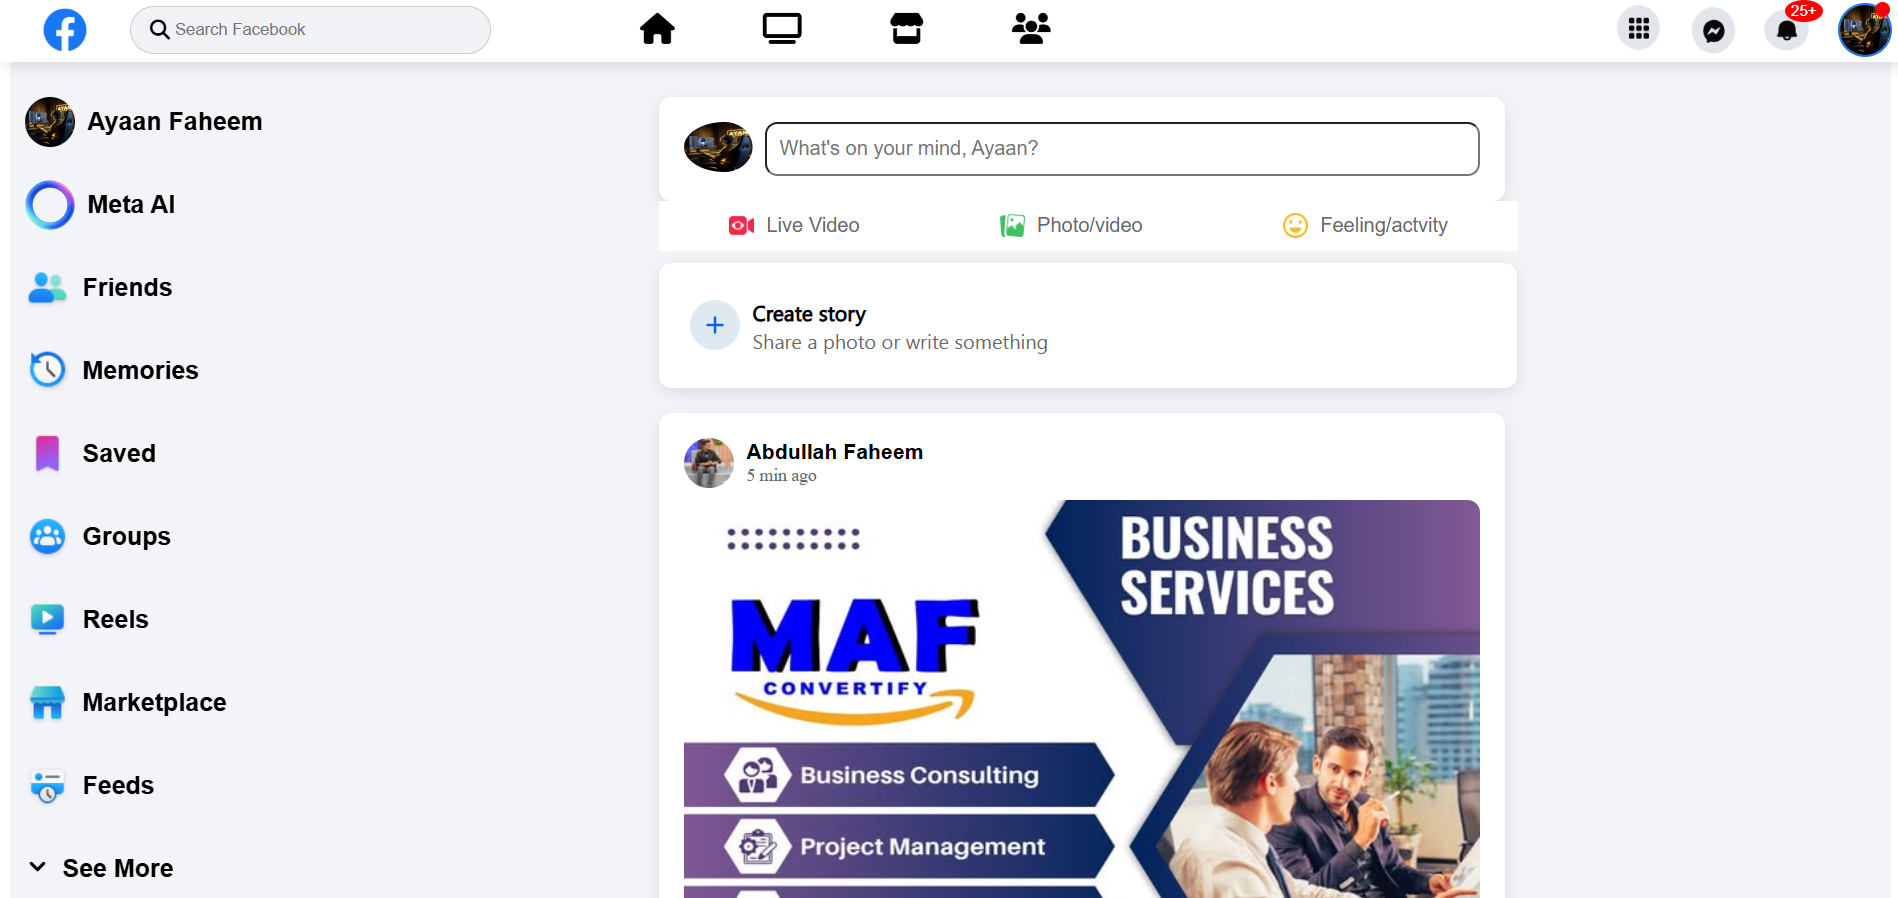 Search Facebook
25+
Ayaan Faheem
Meta AI
Friends
Memories
Saved
Groups
Reels
Marketplace
Feeds
See More
What's on your mind, Ayaan?
Live Video
Photo/video
Feeling/actvity
Create story
Share a photo or write something
Abdullah Faheem
5 min ago
BUSINESS
SERVICES
MAF
CONVERTIFY
Business Consulting
Project Management